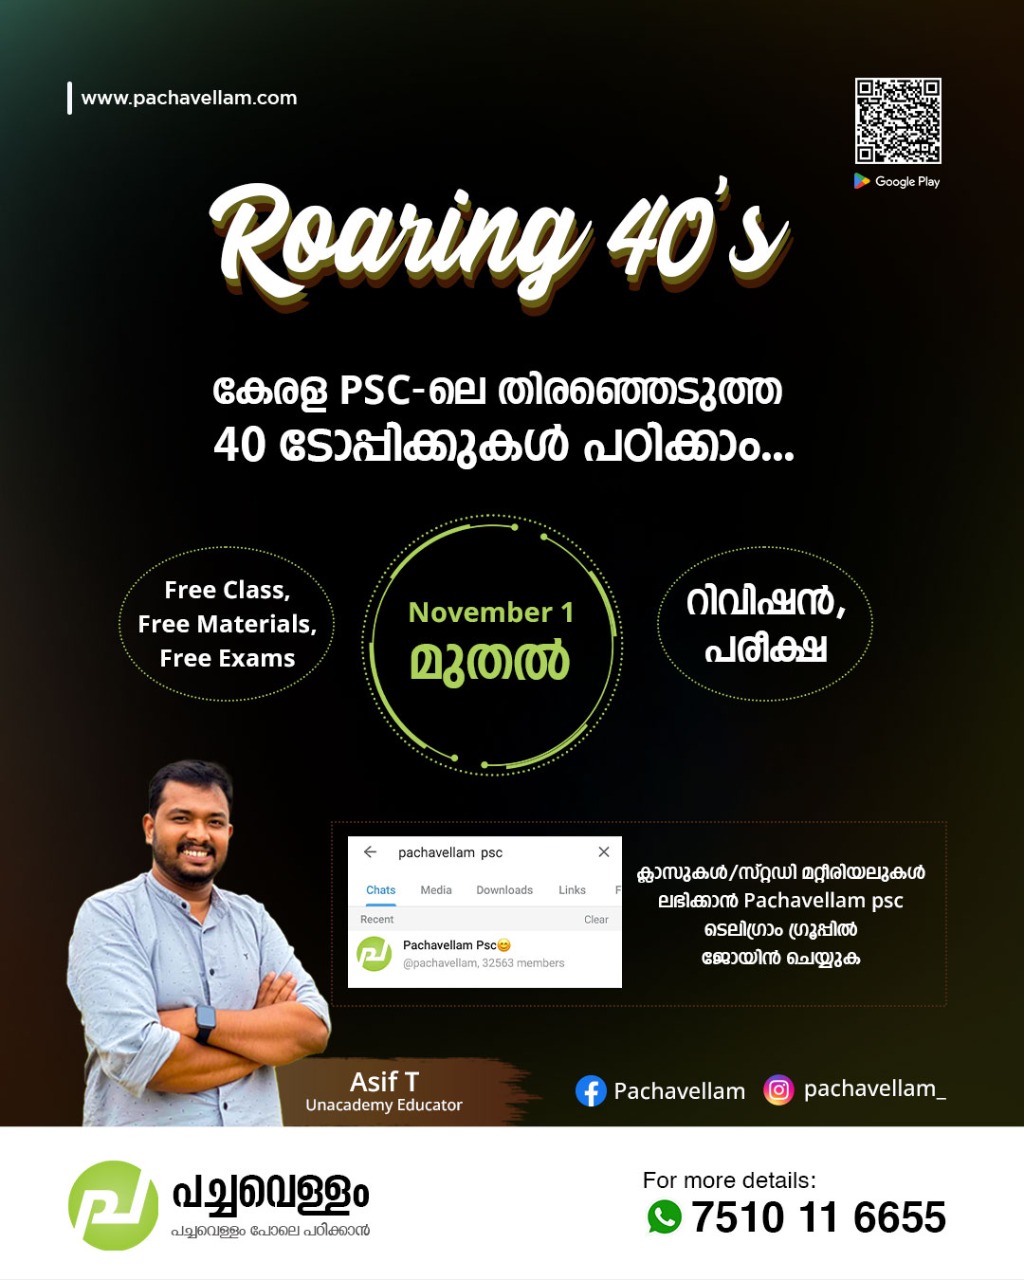 www.pachavellam.com
Google Play
Roaring 40's
കേരള PSC-ലെ തിരഞ്ഞെടുത്ത
40 ടോപ്പിക്കുകൾ പഠിക്കാം...
Free Class,
Free Materials,
Free Exams
November 1
മുതൽ
റിവിഷൻ,
പരീക്ഷ
pachavellam psc
Chats Media Downloads Links F
Recent Clear
Pachavellam Psc😊
@pachavellam, 32563 members
ക്ലാസുകൾ/സ്റ്റഡി മറ്റീരിയലുകൾ
ലഭിക്കാൻ Pachavellam psc
ടെലിഗ്രാം ഗ്രൂപ്പിൽ
ജോയിൻ ചെയ്യുക
Asif T
Unacademy Educator
Pachavellam pachavellam_
പച്ചവെള്ളം
പച്ചവെള്ളം പോലെ പഠിക്കാൻ
For more details:
7510 11 6655